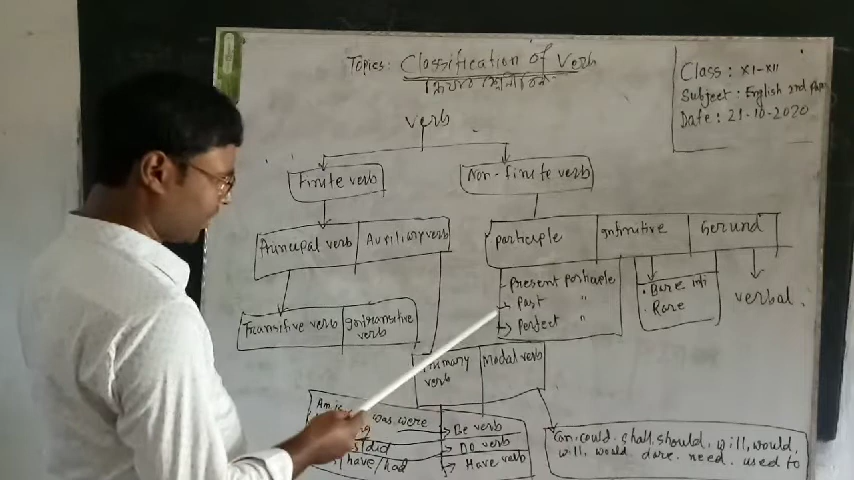 Topics: Classification of Verb
Class: XI-XII
Subject: English 2nd Paper
Date: 21-10-2020
verb
Finite verb
Non-finite verb
Principal verb
Auxiliary verb
Participle
Infinitive
Gerund
Present Participle
Past "
Perfect "
Bare inf
Rare
verbal.
Transitive verb
Intransitive verb
Primary verb
Modal verb
Am is was were
did
have/had
Be verb
Do verb
Have verb
Can. could. shall. should. will, would,
will, would dare. need. used to